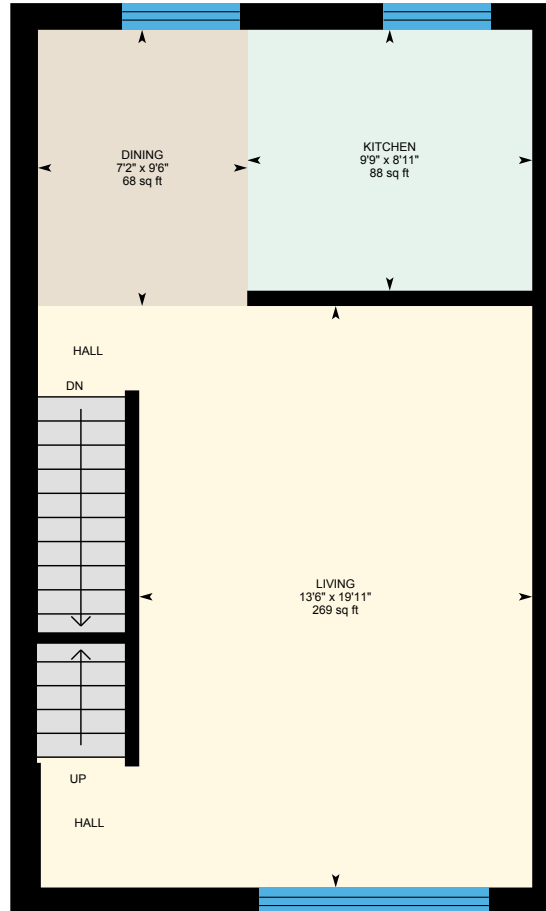 DINING
7'2" x 9'6"
68 sq ft
KITCHEN
9'9" x 8'11"
88 sq ft
HALL
DN
LIVING
13'6" x 19'11"
269 sq ft
UP
HALL